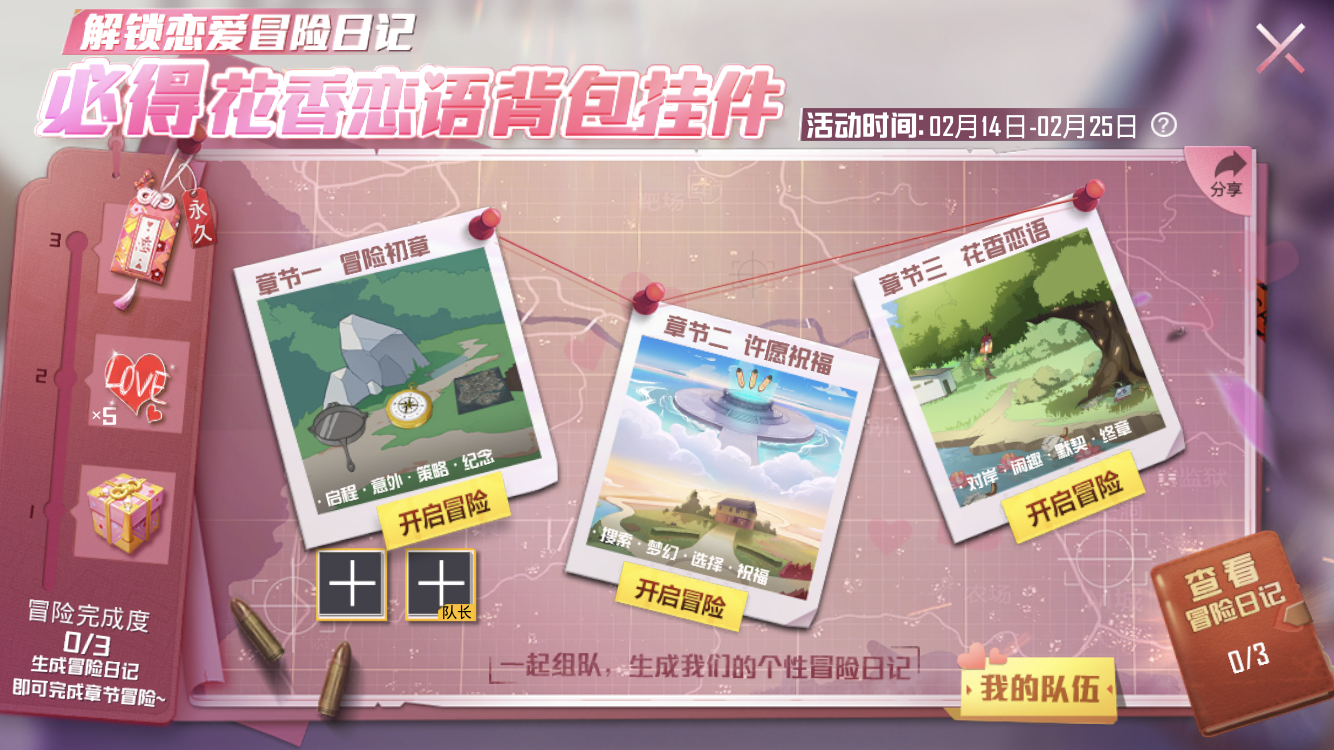 解锁恋爱冒险日记
必得花香恋语背包挂件
活动时间:02月14日-02月25日 ?
分享
永久
3
恋
2
LOVE
×5
1
冒险完成度
0/3
生成冒险日记
即可完成章节冒险~
章节一 冒险初章
·启程·意外·策略·纪念
开启冒险
队长
章节二 许愿祝福
·搜索·梦幻·选择·祝福
开启冒险
章节三 花香恋语
·对岸·闲趣·默契·终章
开启冒险
一起组队，生成我们的个性冒险日记
我的队伍
查看
冒险日记
0/3